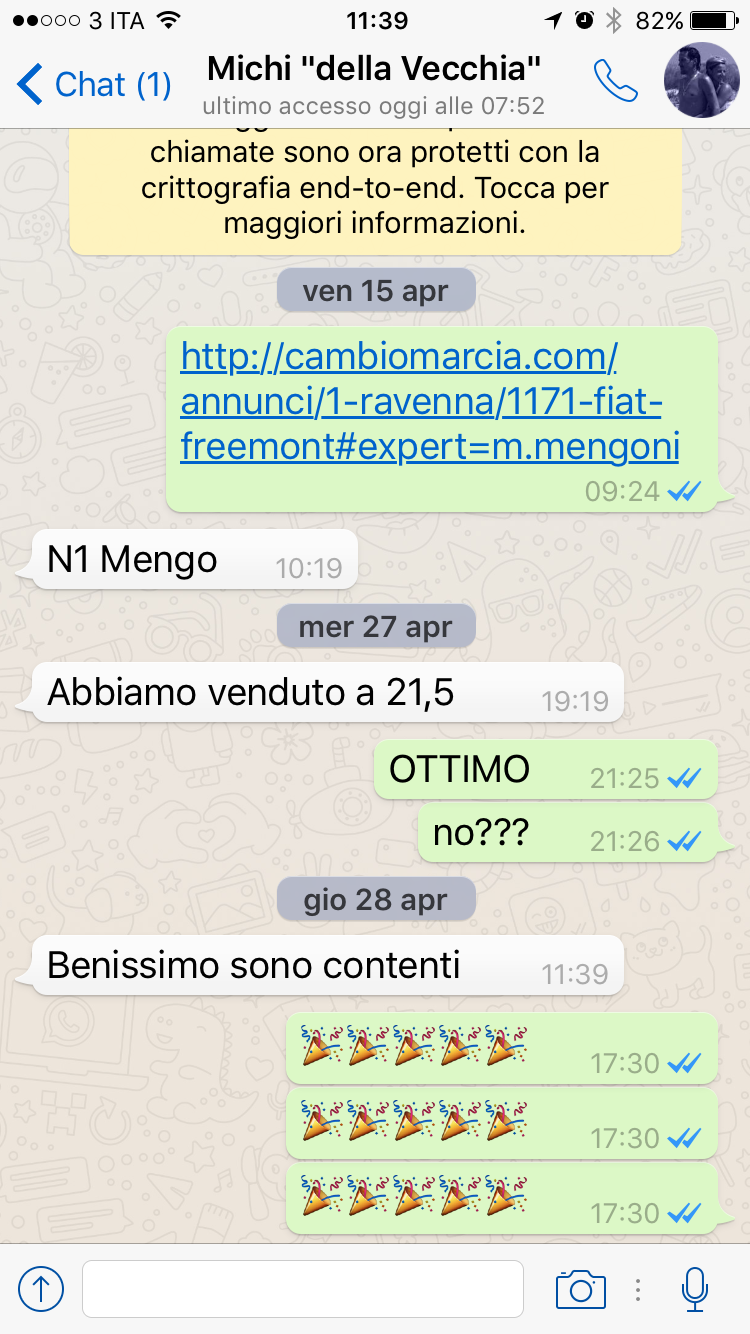 3 ITA 11:39 82%
Chat (1) Michi "della Vecchia"
ultimo accesso oggi alle 07:52
chiamate sono ora protetti con la
crittografia end-to-end. Tocca per
maggiori informazioni.
ven 15 apr
http://cambiomarcia.com/
annunci/1-ravenna/1171-fiat-
freemont#expert=m.mengoni
09:24
N1 Mengo 10:19
mer 27 apr
Abbiamo venduto a 21,5 19:19
OTTIMO 21:25
no??? 21:26
gio 28 apr
Benissimo sono contenti 11:39
🎉🎉🎉🎉🎉 17:30
🎉🎉🎉🎉🎉 17:30
🎉🎉🎉🎉🎉 17:30